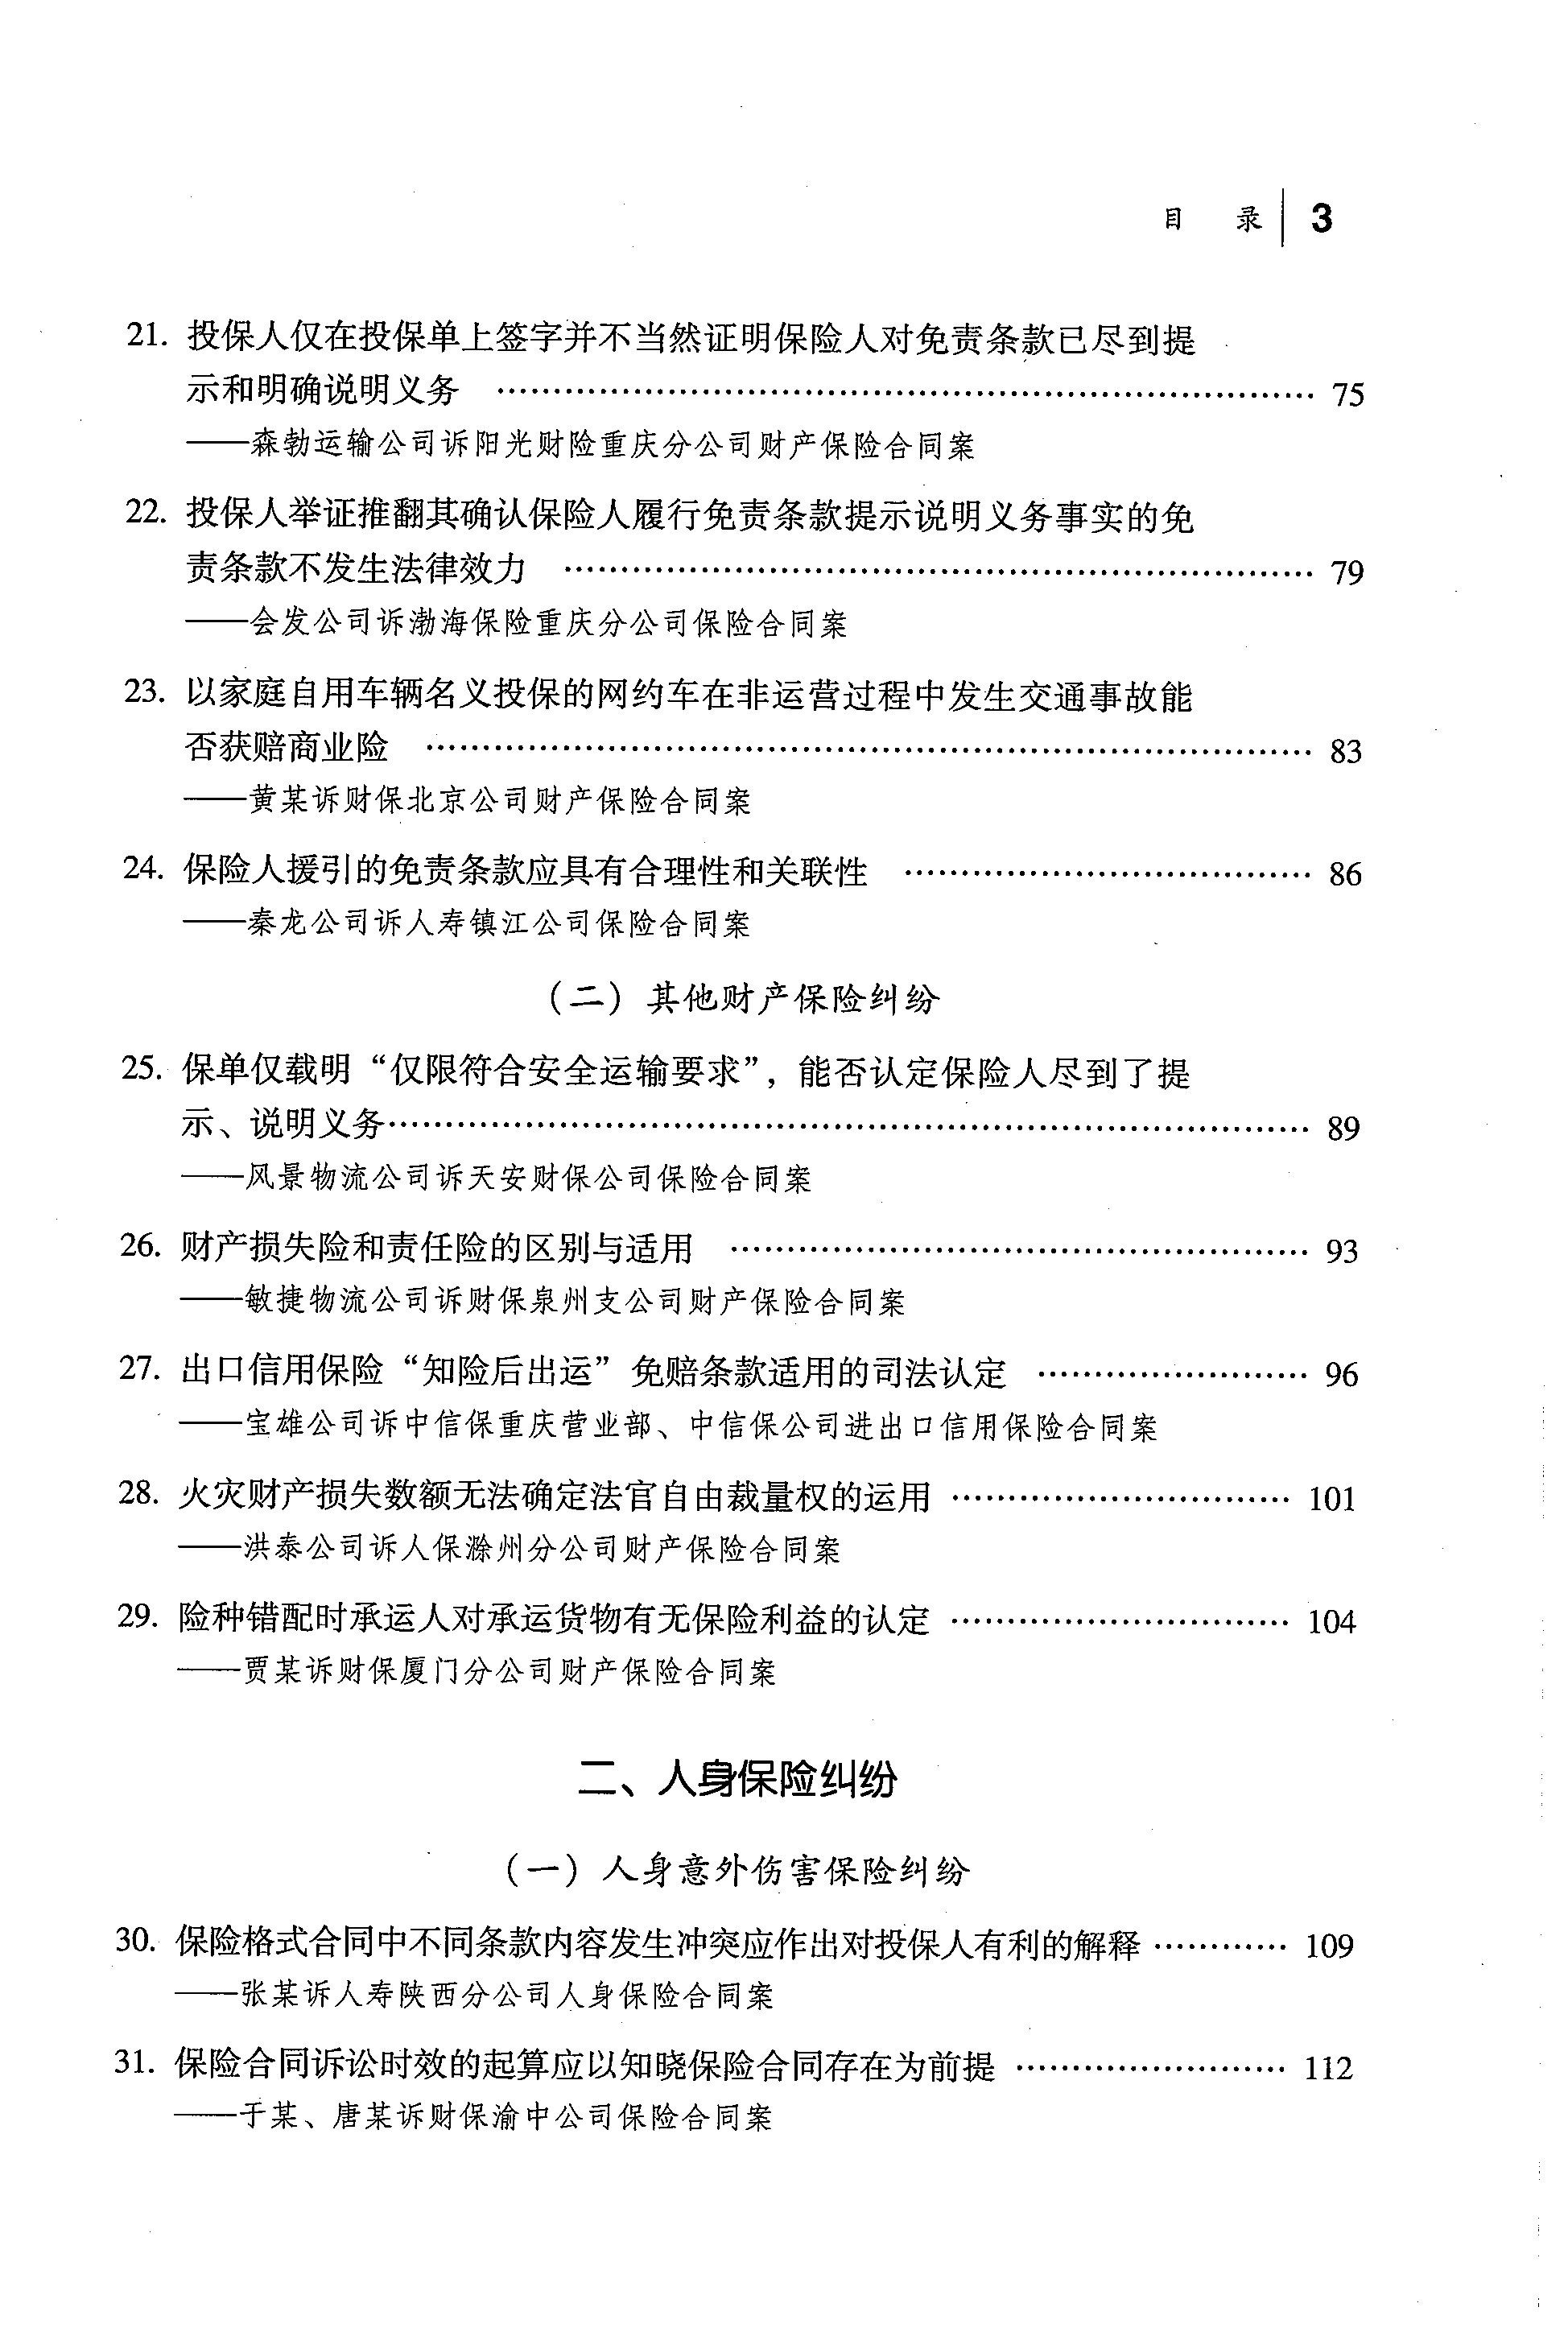 目 录 3
21. 投保人仅在投保单上签字并不当然证明保险人对免责条款已尽到提
示和明确说明义务 …………………………………………………… 75
——森勃运输公司诉阳光财险重庆分公司财产保险合同案
22. 投保人举证推翻其确认保险人履行免责条款提示说明义务事实的免
责条款不发生法律效力 ……………………………………………… 79
——会发公司诉渤海保险重庆分公司保险合同案
23. 以家庭自用车辆名义投保的网约车在非运营过程中发生交通事故能
否获赔商业险 ………………………………………………………… 83
——黄某诉财保北京公司财产保险合同案
24. 保险人援引的免责条款应具有合理性和关联性 …………………… 86
——秦龙公司诉人寿镇江公司保险合同案
(二) 其他财产保险纠纷
25. 保单仅载明“仅限符合安全运输要求”，能否认定保险人尽到了提
示、说明义务………………………………………………………… 89
——风景物流公司诉天安财保公司保险合同案
26. 财产损失险和责任险的区别与适用 ………………………………… 93
——敏捷物流公司诉财保泉州支公司财产保险合同案
27. 出口信用保险“知险后出运”免赔条款适用的司法认定 …………… 96
——宝雄公司诉中信保重庆营业部、中信保公司进出口信用保险合同案
28. 火灾财产损失数额无法确定法官自由裁量权的运用 ……………… 101
——洪泰公司诉人保滁州分公司财产保险合同案
29. 险种错配时承运人对承运货物有无保险利益的认定 ……………… 104
——贾某诉财保厦门分公司财产保险合同案
二、人身保险纠纷
(一) 人身意外伤害保险纠纷
30. 保险格式合同中不同条款内容发生冲突应作出对投保人有利的解释 ………… 109
——张某诉人寿陕西分公司人身保险合同案
31. 保险合同诉讼时效的起算应以知晓保险合同存在为前提 …………… 112
——于某、唐某诉财保渝中公司保险合同案